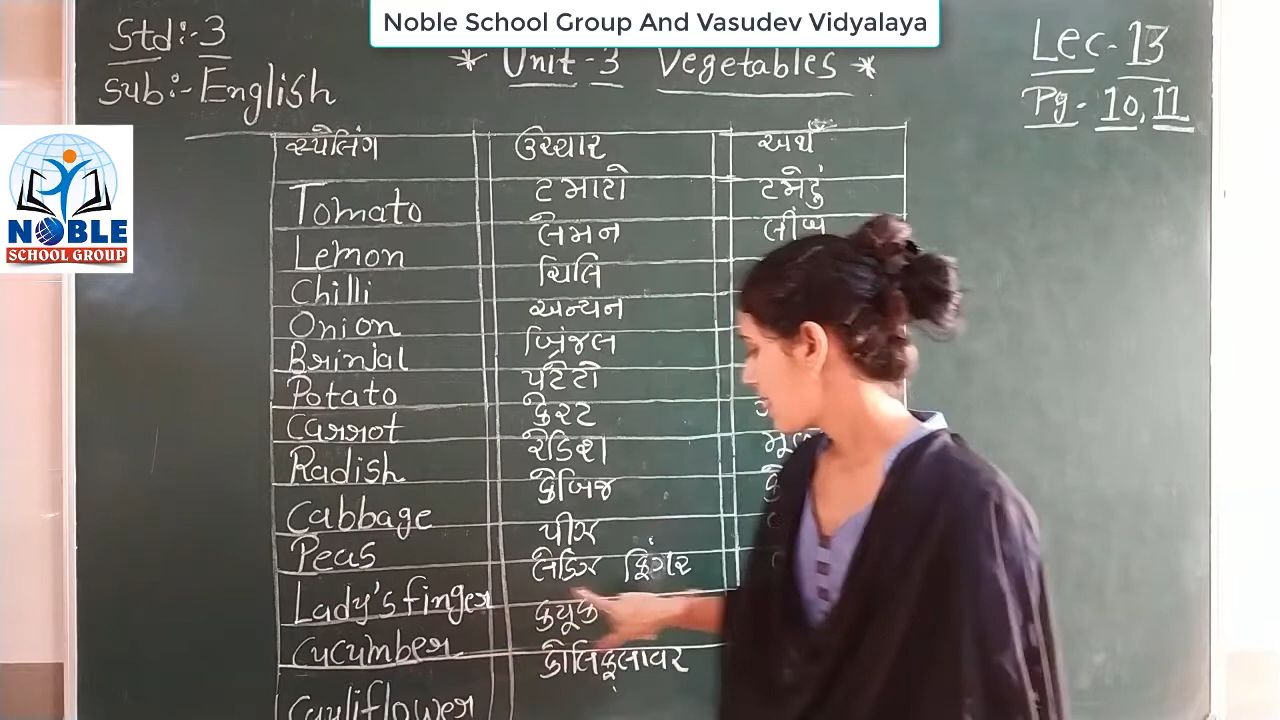 Noble School Group And Vasudev Vidyalaya
Std:- 3
* Unit-3 Vegetables *
Lec-13
Sub:- English
Pg- 10, 11
NOBLE
SCHOOL GROUP
સ્પેલિંગ ઉચ્ચાર અર્થ
Tomato ટમાટો ટમેટું
Lemon લેમન
Chilli ચિલિ
Onion અન્યન
Brinjal બ્રિંજલ
Potato પટેટો
Carrot કેરટ
Radish રેડિશ
Cabbage કેબિજ
Peas પીઝ
Lady's finger લેડિઝ ફિંગર
Cucumber ક્યૂક
Cauliflower કોલિફ્લાવર